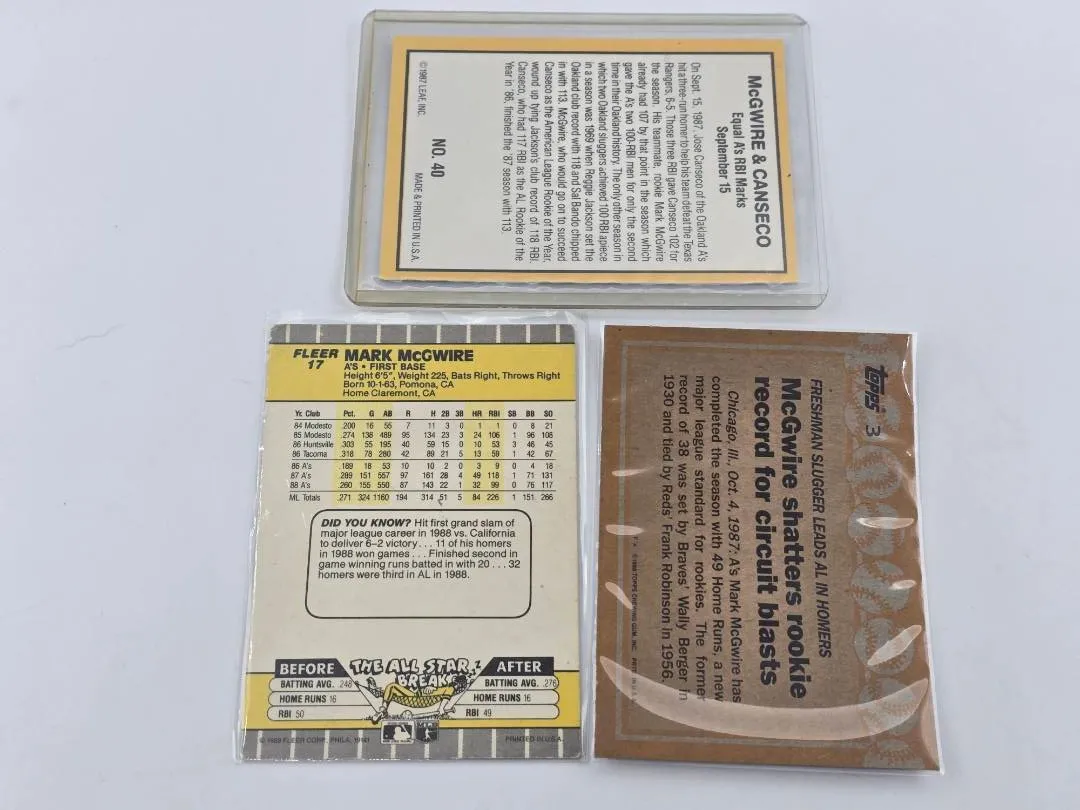 McGWIRE & CANSECO
Equal A's RBI Marks
September 15
On Sept. 15, 1987, Jose Canseco of the Oakland A's
hit a three-run homer to help his team defeat the Texas
Rangers, 6-5. Those three RBI gave Canseco 102 for
the season. His teammate, rookie Mark McGwire
already had 107 by that point in the season which
gave the A's two 100-RBI men for only the second
time in their Oakland history. The only other season in
which two Oakland sluggers achieved 100 RBI apiece
in a season was 1969 when Reggie Jackson set the
Oakland club record with 118 and Sal Bando chipped
in with 113. McGwire, who would go on to succeed
Canseco as the American League Rookie of the Year,
wound up tying Jackson's club record of 118 RBI.
Canseco, who had 117 RBI as the AL Rookie of the
Year in '86, finished the '87 season with 113.
NO. 40
© 1987 LEAF, INC.
MADE & PRINTED IN U.S.A.
FLEER
17
MARK McGWIRE
A'S • FIRST BASE
Height 6'5", Weight 225, Bats Right, Throws Right
Born 10-1-63, Pomona, CA
Home Claremont, CA
Yr. Club Pct. G AB R H 2B 3B HR RBI SB BB SO
84 Modesto .200 16 55 7 11 3 0 1 1 0 8 21
85 Modesto .274 138 489 95 134 23 3 24 106 1 96 108
86 Huntsville .303 55 195 40 59 15 0 10 53 3 46 45
86 Tacoma .318 78 280 42 89 21 5 13 59 1 42 67
86 A's .189 18 53 10 10 2 0 3 9 0 4 18
87 A's .289 151 557 97 161 28 4 49 118 1 71 131
88 A's .260 155 550 87 143 22 1 32 99 0 76 117
ML Totals .271 324 1160 194 314 51 5 84 226 1 151 266
DID YOU KNOW? Hit first grand slam of
major league career in 1988 vs. California
to deliver 6-2 victory . . . 11 of his homers
in 1988 won games . . . Finished second in
game winning runs batted in with 20 . . . 32
homers were third in AL in 1988.
BEFORE THE ALL STAR BREAK AFTER
BATTING AVG. .248 BATTING AVG. .276
HOME RUNS 16 HOME RUNS 16
RBI 50 RBI 49
© 1989 FLEER CORP., PHILA. 19141 PRINTED IN U.S.A.
TOPPS 3
FRESHMAN SLUGGER LEADS AL IN HOMERS
McGwire shatters rookie
record for circuit blasts
Chicago, Ill., Oct. 4, 1987: A's Mark McGwire has
completed the season with 49 Home Runs, a new
major league standard for rookies. The former
record of 38 was set by Braves' Wally Berger in
1930 and tied by Reds' Frank Robinson in 1956.
© 1988 TOPPS CHEWING GUM, INC. PRTD. IN U.S.A.